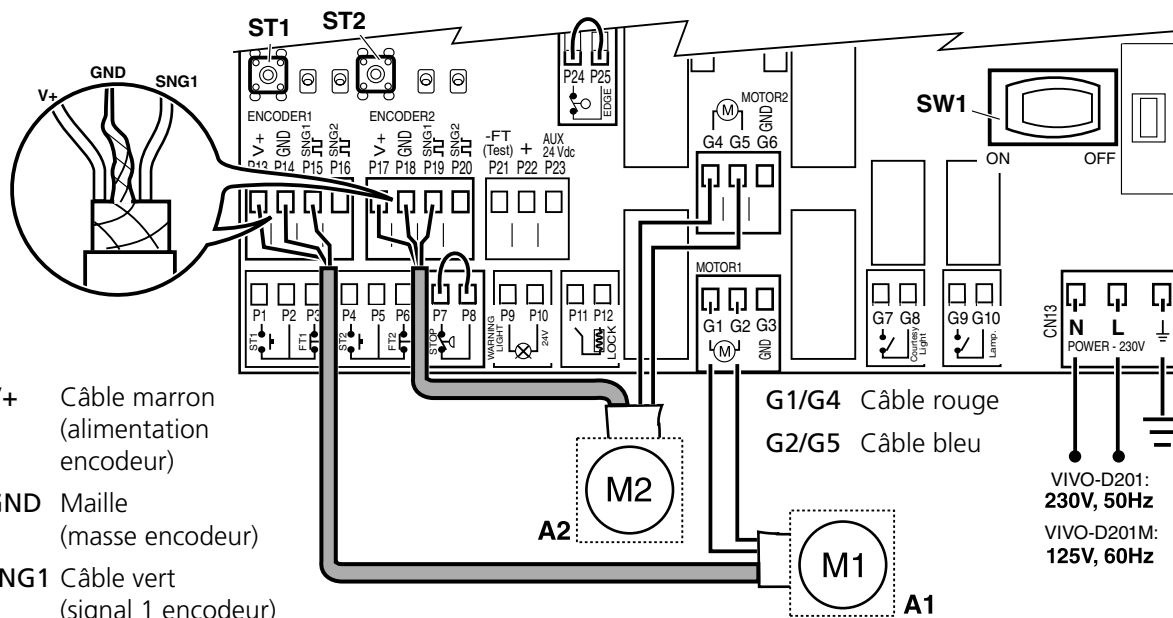 ST1
ST2
GND
V+
SNG1
P24 P25
EDGE
ENCODER1
V+ GND SNG1 SNG2
P13 P14 P15 P16
ENCODER2
V+ GND SNG1 SNG2
P17 P18 P19 P20
-FT (Test) + AUX 24 Vdc
P21 P22 P23
MOTOR2
M
GND
G4 G5 G6
SW1
ON OFF
P1 P2 P3 P4 P5 P6 P7 P8
ST1 FT1 ST2 FT2 STOP
P9 P10
WARNING LIGHT
24V
P11 P12
LOCK
MOTOR1
G1 G2 G3
M
GND
G7 G8
Courtesy Light
G9 G10
Lamp.
CN13
N L
POWER - 230V
V+ Câble marron
(alimentation
encodeur)
GND Maille
(masse encodeur)
SNG1 Câble vert
(signal 1 encodeur)
G1/G4 Câble rouge
G2/G5 Câble bleu
M2
A2
M1
A1
VIVO-D201:
230V, 50Hz
VIVO-D201M:
125V, 60Hz